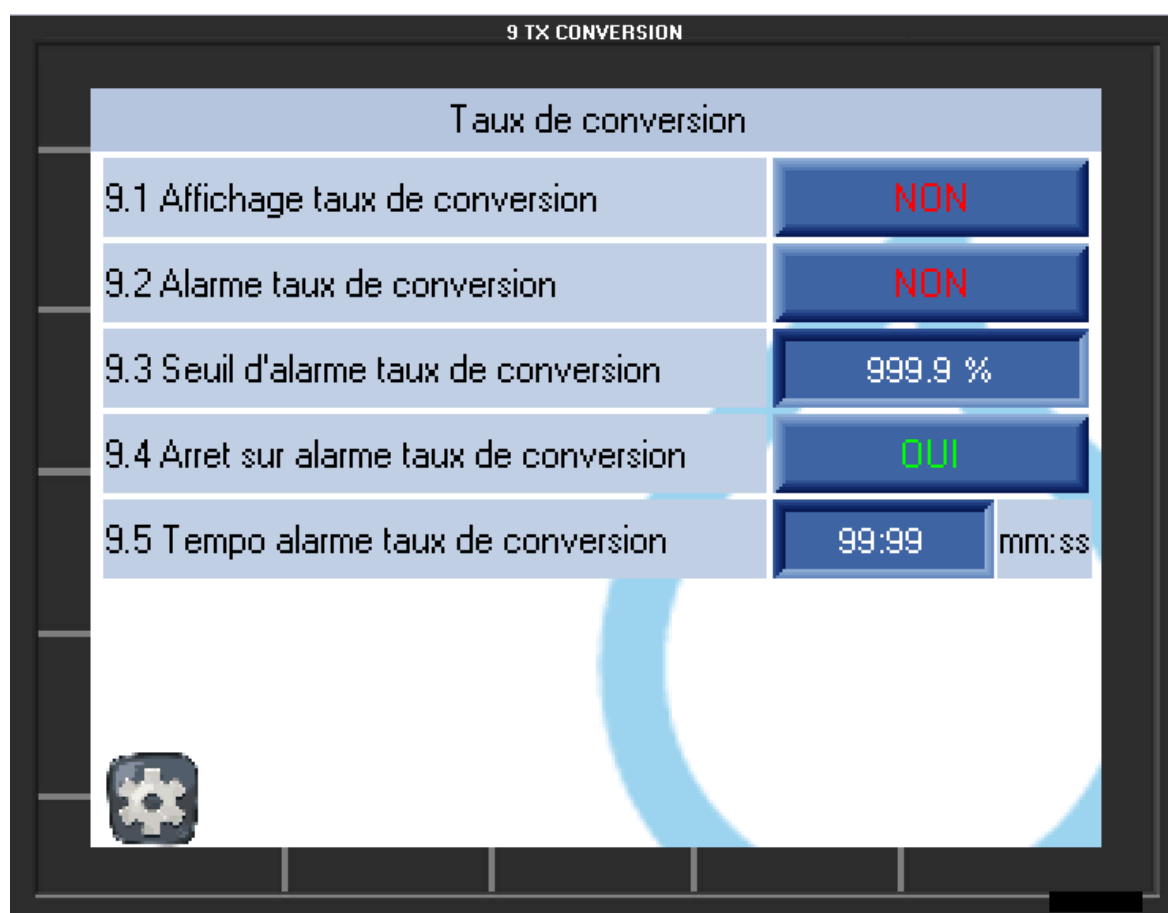 9 TX CONVERSION
Taux de conversion
9.1 Affichage taux de conversion NON
9.2 Alarme taux de conversion NON
9.3 Seuil d'alarme taux de conversion 999.9 %
9.4 Arret sur alarme taux de conversion OUI
9.5 Tempo alarme taux de conversion 99:99 mm:ss